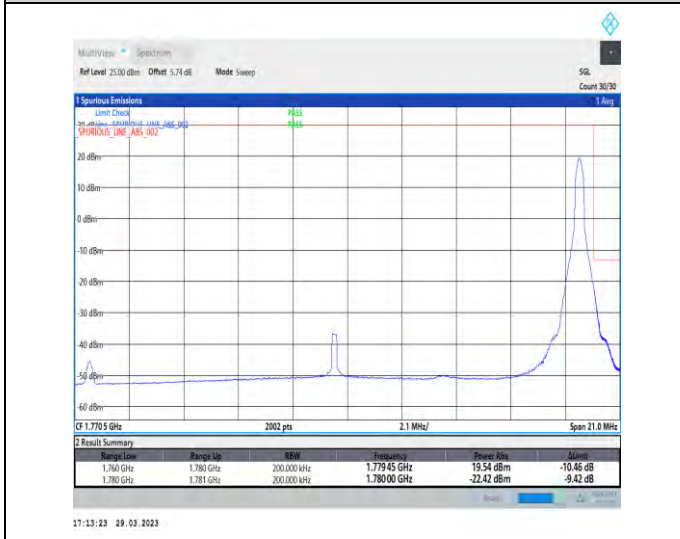 MultiView Spectrum
Ref Level 25.00 dBm Offset 5.74 dB Mode Sweep SGL
Count 30/30
1 Spurious Emissions 1 Avg
Limit Check PASS
SPURIOUS_LINE_ABS_002 PASS
SPURIOUS_LINE_ABS_002
20 dBm
10 dBm
0 dBm
-10 dBm
-20 dBm
-30 dBm
-40 dBm
-50 dBm
-60 dBm
CF 1.7705 GHz 2002 pts 2.1 MHz/ Span 21.0 MHz
2 Result Summary
Range Low Range Up RBW Frequency Power Abs ΔLimit
1.760 GHz 1.780 GHz 200.000 kHz 1.77945 GHz 19.54 dBm -10.46 dB
1.780 GHz 1.781 GHz 200.000 kHz 1.78000 GHz -22.42 dBm -9.42 dB
17:13:23 29.03.2023